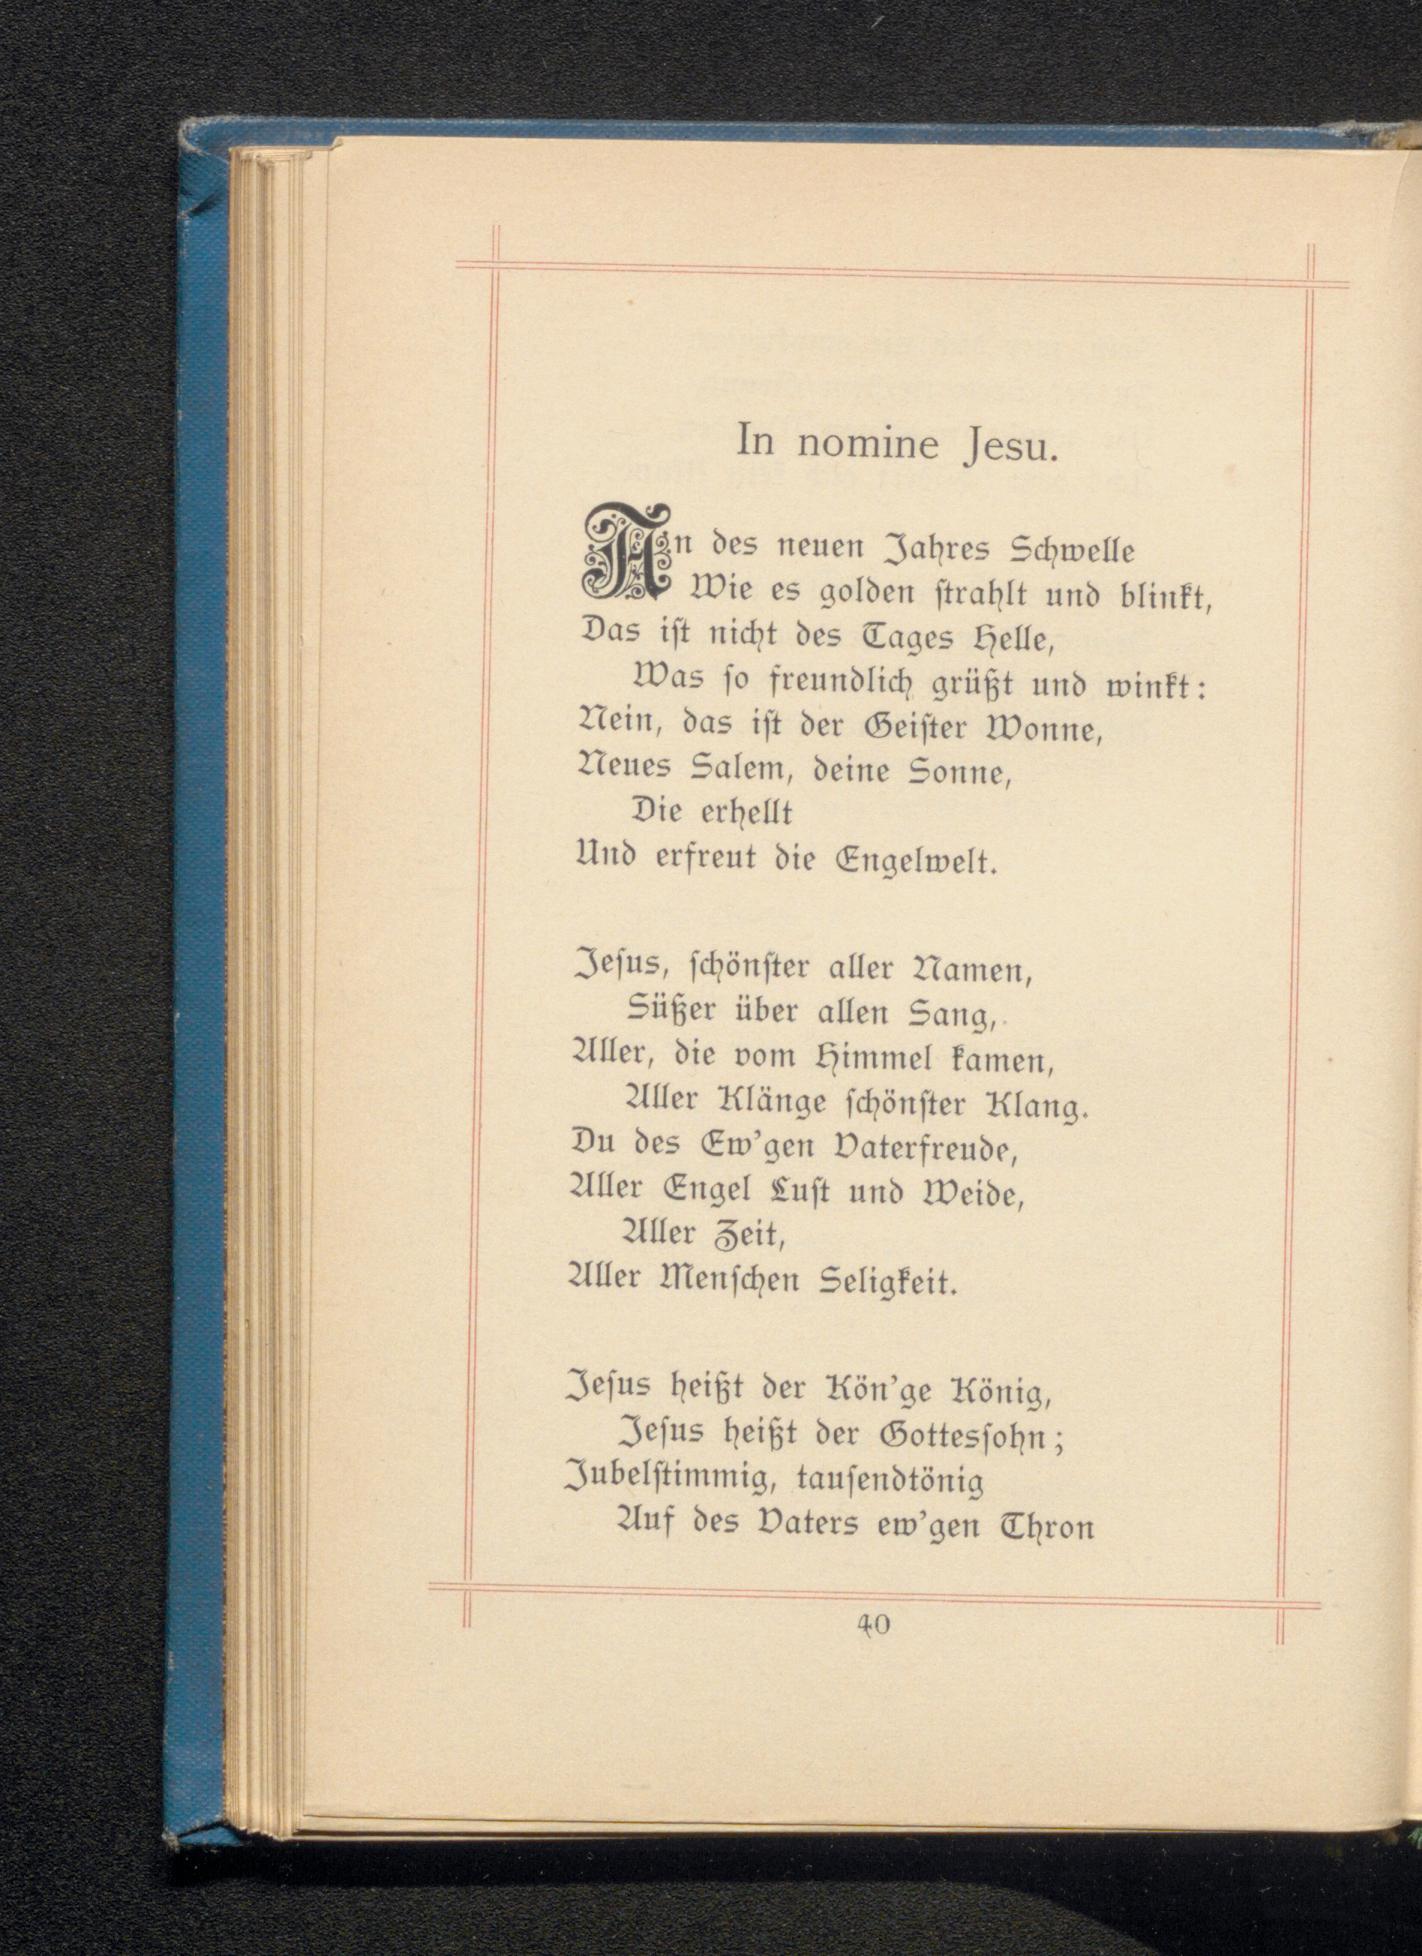 In nomine Jesu.
An des neuen Jahres Schwelle
Wie es golden ſtrahlt und blinkt,
Das iſt nicht des Tages Helle,
Was ſo freundlich grüßt und winkt:
Nein, das iſt der Geiſter Wonne,
Neues Salem, deine Sonne,
Die erhellt
Und erfreut die Engelwelt.
Jeſus, ſchönſter aller Namen,
Süßer über allen Sang,
Aller, die vom Himmel kamen,
Aller Klänge ſchönſter Klang.
Du des Ew’gen Vaterfreude,
Aller Engel Luſt und Weide,
Aller Zeit,
Aller Menſchen Seligkeit.
Jeſus heißt der Kön’ge König,
Jeſus heißt der Gottesſohn;
Jubelſtimmig, tauſendtönig
Auf des Vaters ew’gen Thron
40